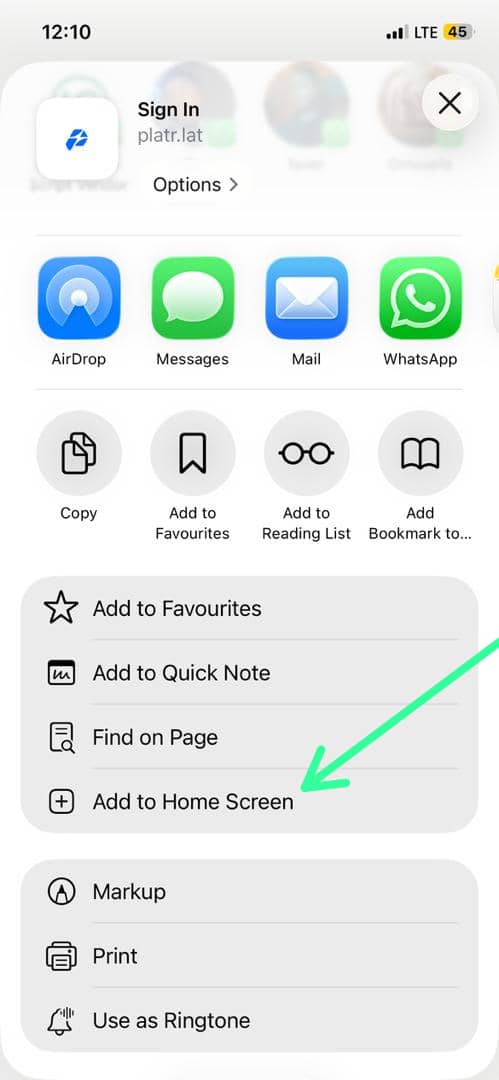 12:10
LTE 45
Sign In
platr.lat
Options
AirDrop
Messages
Mail
WhatsApp
Copy
Add to
Favourites
Add to
Reading List
Add
Bookmark to...
Add to Favourites
Add to Quick Note
Find on Page
Add to Home Screen
Markup
Print
Use as Ringtone